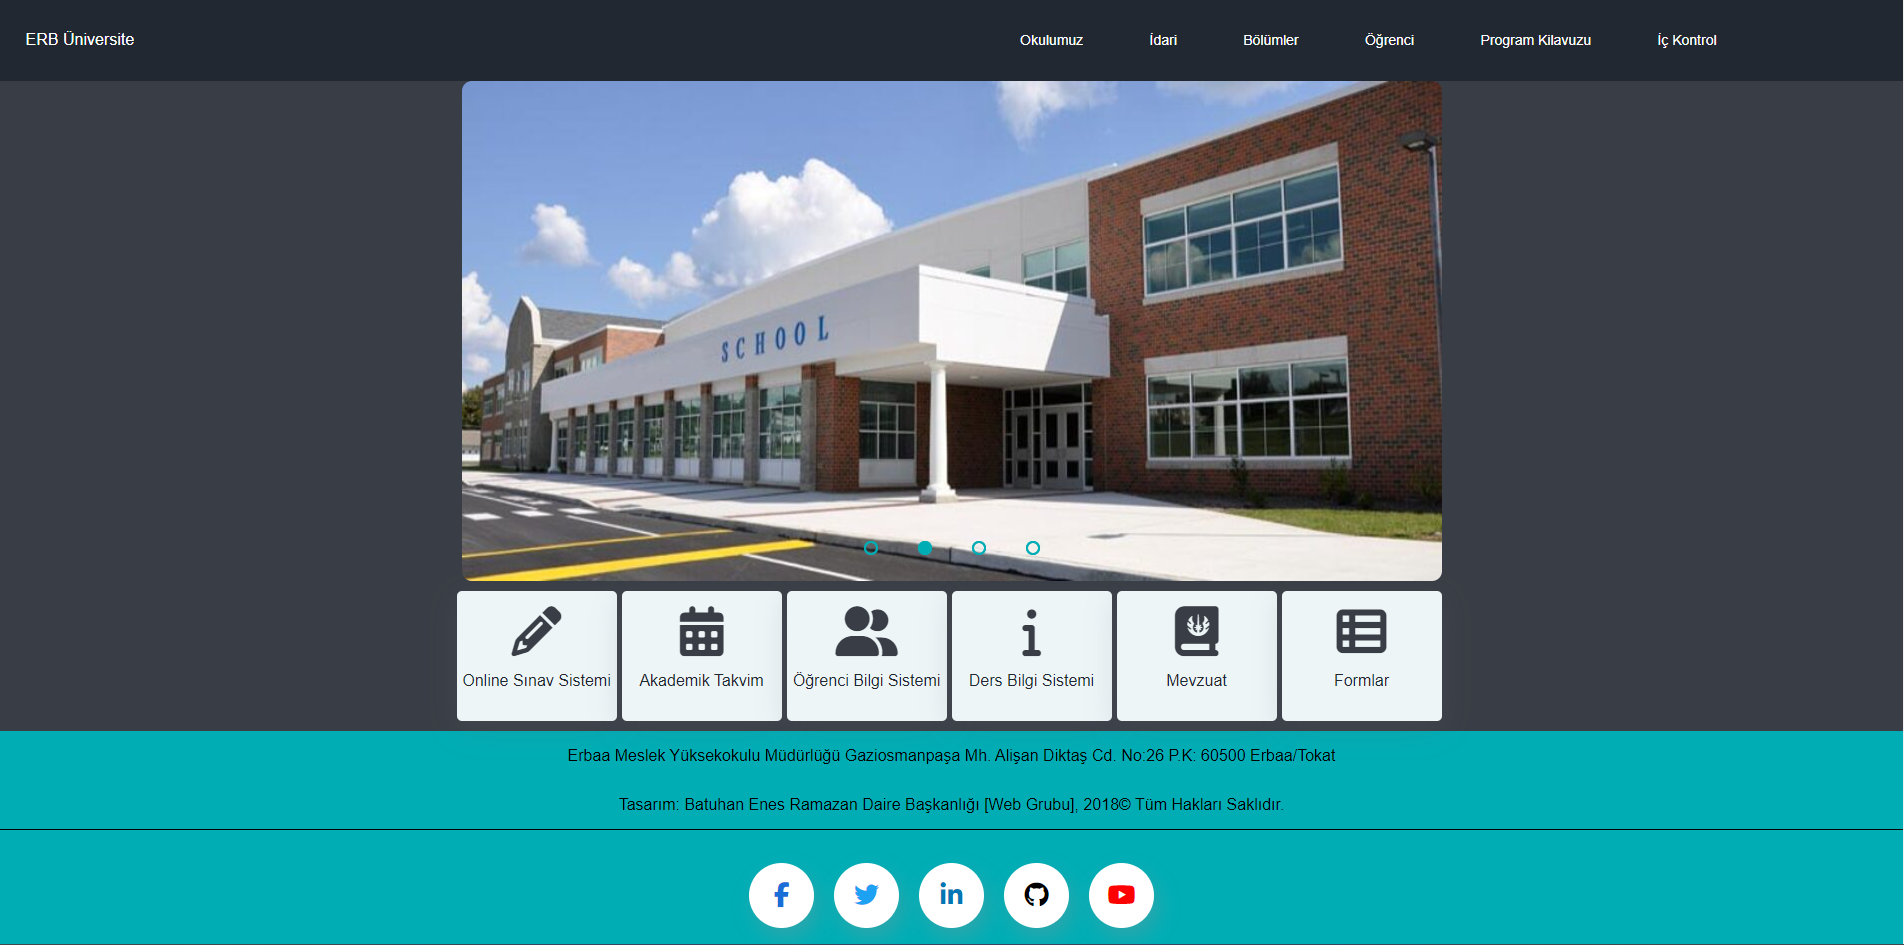 ERB Üniversite
Okulumuz İdari Bölümler Öğrenci Program Kilavuzu İç Kontrol
SCHOOL
Online Sınav Sistemi Akademik Takvim Öğrenci Bilgi Sistemi Ders Bilgi Sistemi Mevzuat Formlar
Erbaa Meslek Yüksekokulu Müdürlüğü Gaziosmanpaşa Mh. Alişan Diktaş Cd. No:26 P.K: 60500 Erbaa/Tokat
Tasarım: Batuhan Enes Ramazan Daire Başkanlığı [Web Grubu], 2018© Tüm Hakları Saklıdır.